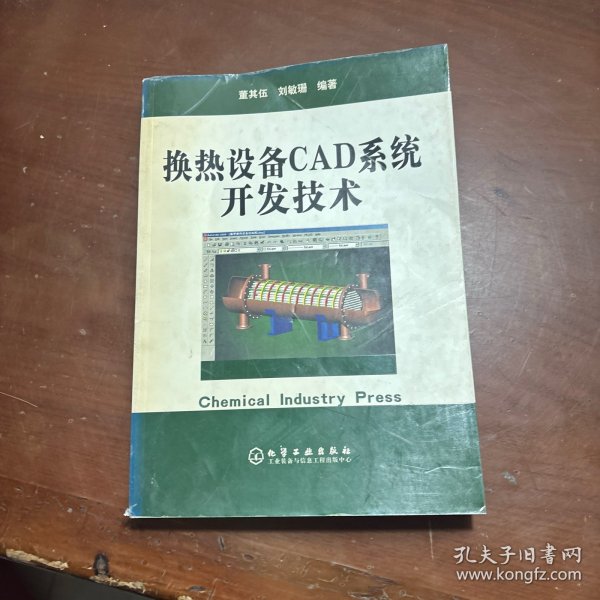 董其伍 刘敏珊 编著
换热设备CAD系统
开发技术
Chemical Industry Press
化学工业出版社
工业装备与信息工程出版中心
孔夫子旧书网
www.kongfz.com